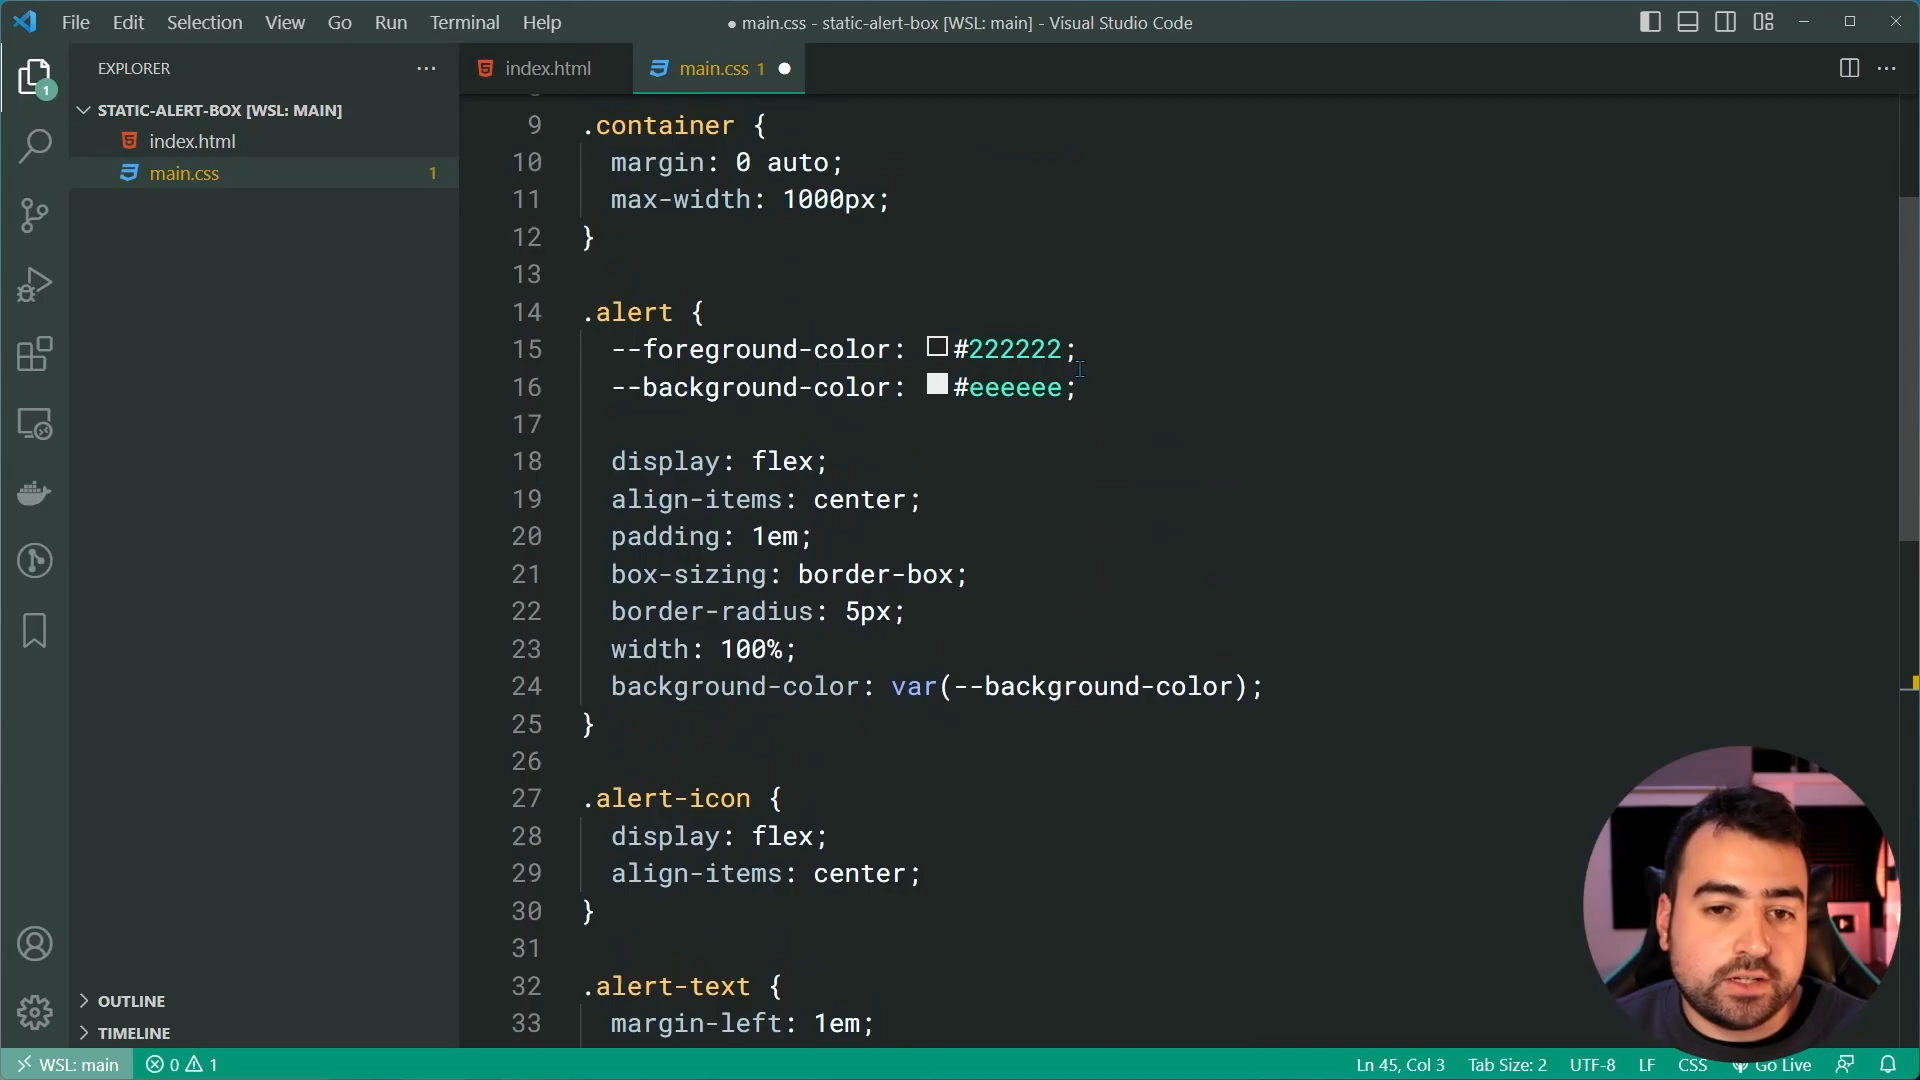 File Edit Selection View Go Run Terminal Help
● main.css - static-alert-box [WSL: main] - Visual Studio Code
EXPLORER
STATIC-ALERT-BOX [WSL: MAIN]
index.html
main.css 1
1
OUTLINE
TIMELINE
index.html
main.css 1
9 .container {
10 margin: 0 auto;
11 max-width: 1000px;
12 }
13
14 .alert {
15 --foreground-color: #222222;
16 --background-color: #eeeeee;
17
18 display: flex;
19 align-items: center;
20 padding: 1em;
21 box-sizing: border-box;
22 border-radius: 5px;
23 width: 100%;
24 background-color: var(--background-color);
25 }
26
27 .alert-icon {
28 display: flex;
29 align-items: center;
30 }
31
32 .alert-text {
33 margin-left: 1em;
WSL: main 0 1
Ln 45, Col 3 Tab Size: 2 UTF-8 LF CSS Go Live